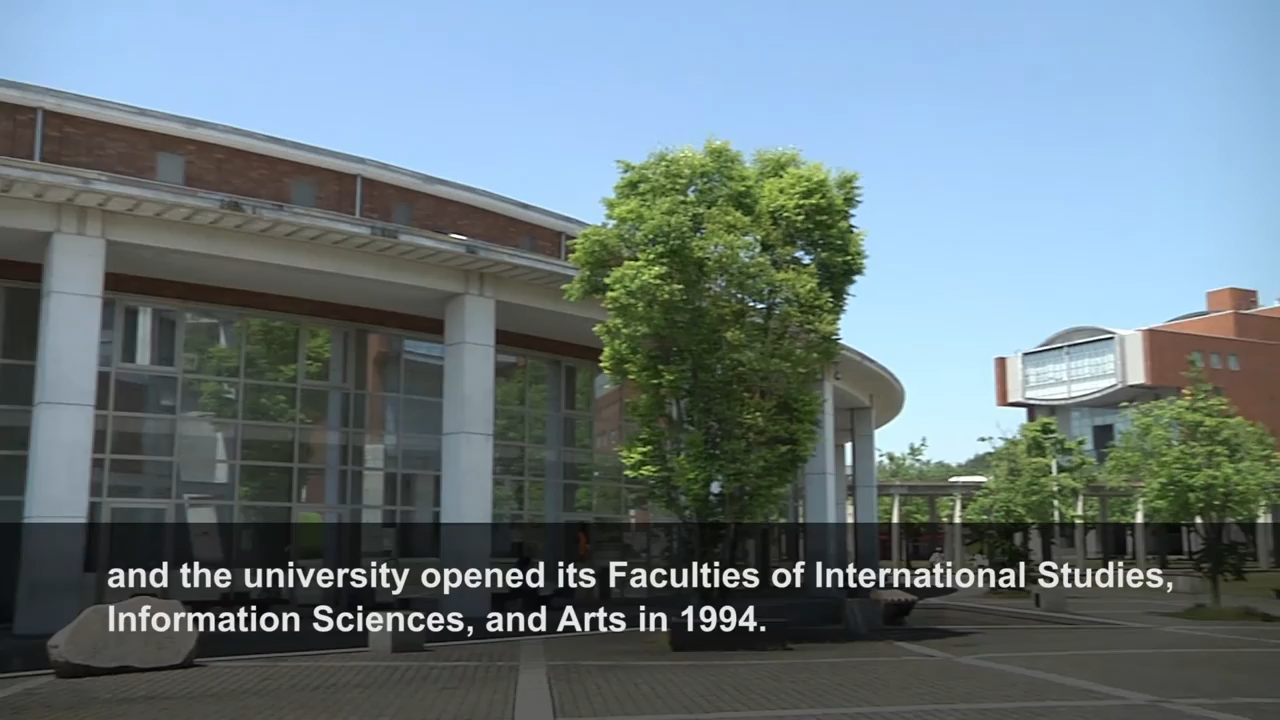 and the university opened its Faculties of International Studies,
Information Sciences, and Arts in 1994.